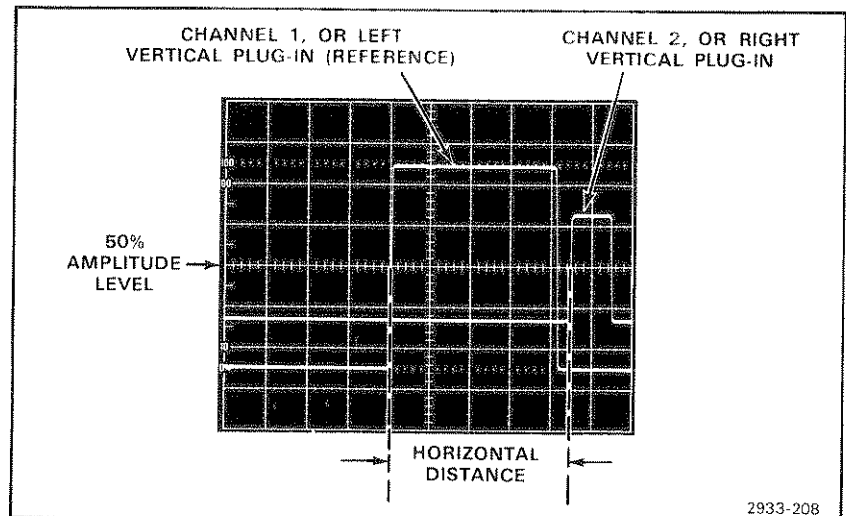 CHANNEL 1, OR LEFT
VERTICAL PLUG-IN (REFERENCE)
CHANNEL 2, OR RIGHT
VERTICAL PLUG-IN
50%
AMPLITUDE
LEVEL
HORIZONTAL
DISTANCE
2933-208